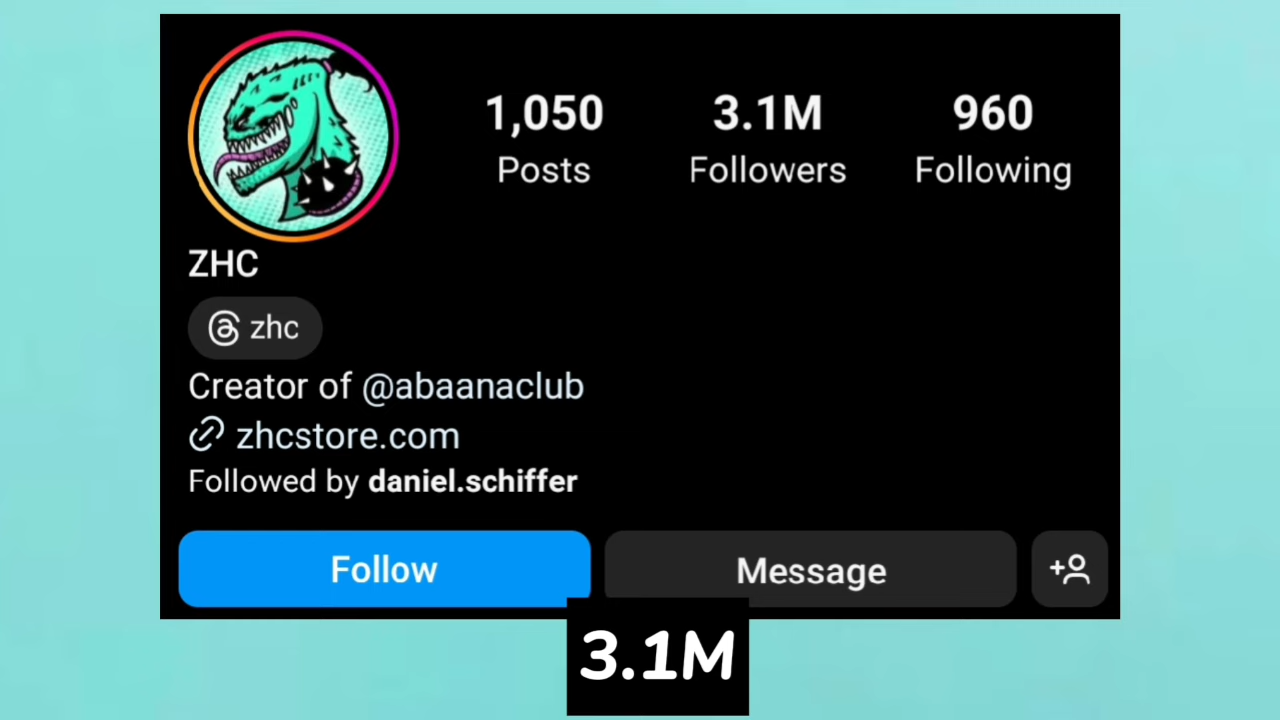 1,050 3.1M 960
Posts Followers Following
ZHC
zhc
Creator of @abaanaclub
zhcstore.com
Followed by daniel.schiffer
Follow Message
3.1M